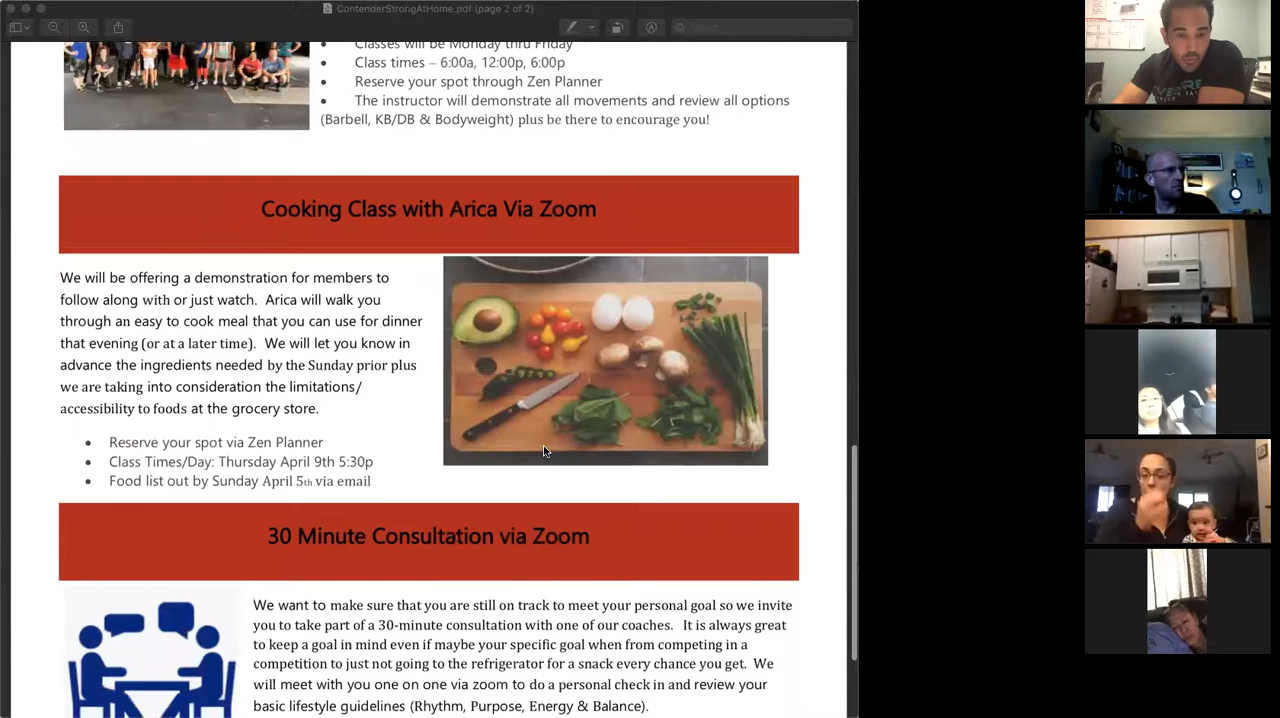 ContenderStrongAtHome.pdf (page 2 of 2)
Classes will be Monday thru Friday
Class times – 6:00a, 12:00p, 6:00p
Reserve your spot through Zen Planner
The instructor will demonstrate all movements and review all options
(Barbell, KB/DB & Bodyweight) plus be there to encourage you!
Cooking Class with Arica Via Zoom
We will be offering a demonstration for members to
follow along with or just watch. Arica will walk you
through an easy to cook meal that you can use for dinner
that evening (or at a later time). We will let you know in
advance the ingredients needed by the Sunday prior plus
we are taking into consideration the limitations/
accessibility to foods at the grocery store.
Reserve your spot via Zen Planner
Class Times/Day: Thursday April 9th 5:30p
Food list out by Sunday April 5th via email
30 Minute Consultation via Zoom
We want to make sure that you are still on track to meet your personal goal so we invite
you to take part of a 30-minute consultation with one of our coaches. It is always great
to keep a goal in mind even if maybe your specific goal when from competing in a
competition to just not going to the refrigerator for a snack every chance you get. We
will meet with you one on one via zoom to do a personal check in and review your
basic lifestyle guidelines (Rhythm, Purpose, Energy & Balance).